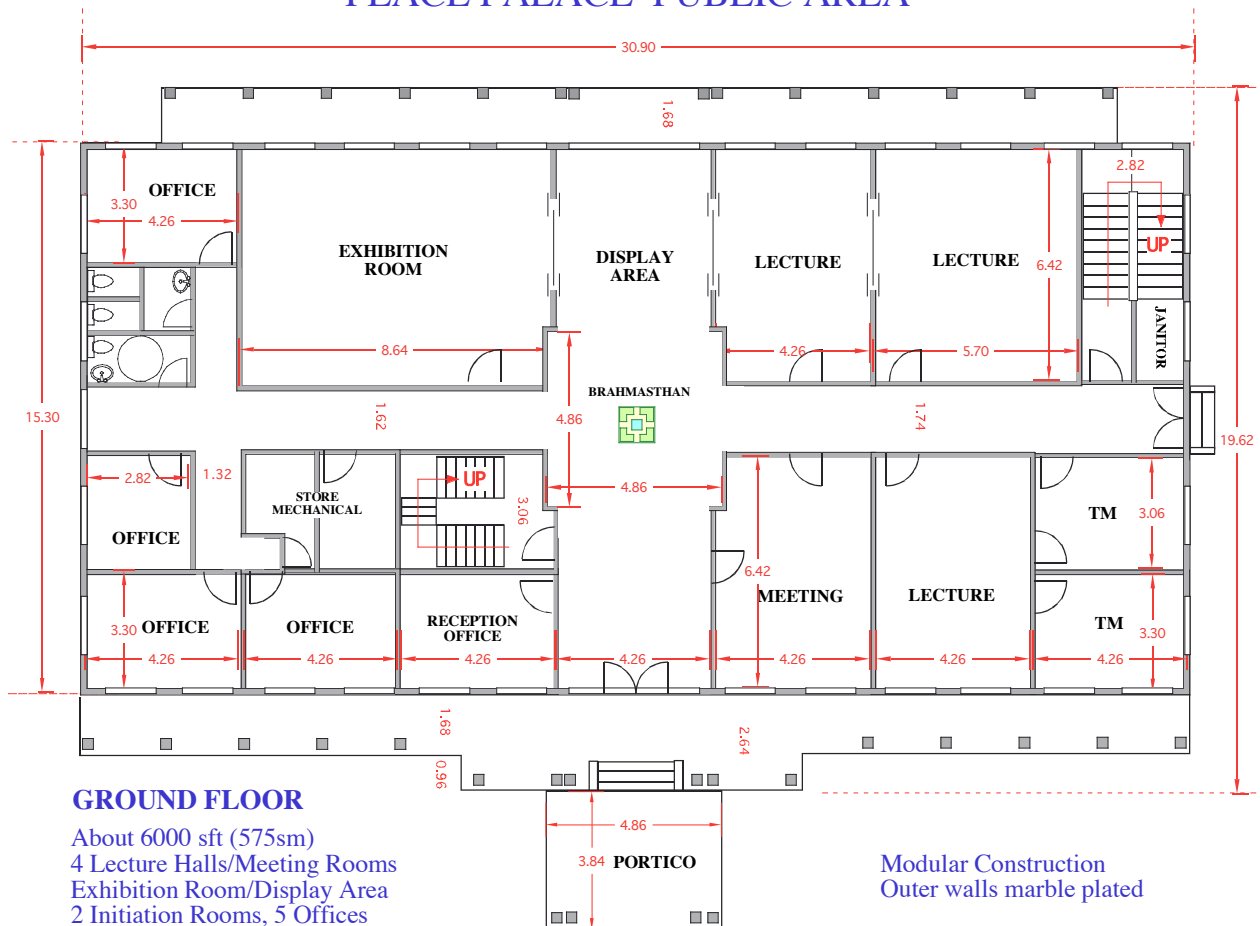 PEACE PALACE PUBLIC AREA
30.90
1.68
2.82
OFFICE
3.30
4.26
EXHIBITION
ROOM
DISPLAY
AREA
LECTURE
LECTURE
6.42
UP
JANITOR
8.64
4.26
5.70
BRAHMASTHAN
4.86
15.30
1.62
1.74
19.62
2.82
1.32
UP
3.06
4.86
STORE
MECHANICAL
OFFICE
TM
3.06
6.42
3.30
OFFICE
OFFICE
RECEPTION
OFFICE
MEETING
LECTURE
TM
3.30
4.26
4.26
4.26
4.26
4.26
4.26
4.26
1.68
2.64
0.96
GROUND FLOOR
About 6000 sft (575sm)
4 Lecture Halls/Meeting Rooms
Exhibition Room/Display Area
2 Initiation Rooms, 5 Offices
4.86
3.84
PORTICO
Modular Construction
Outer walls marble plated